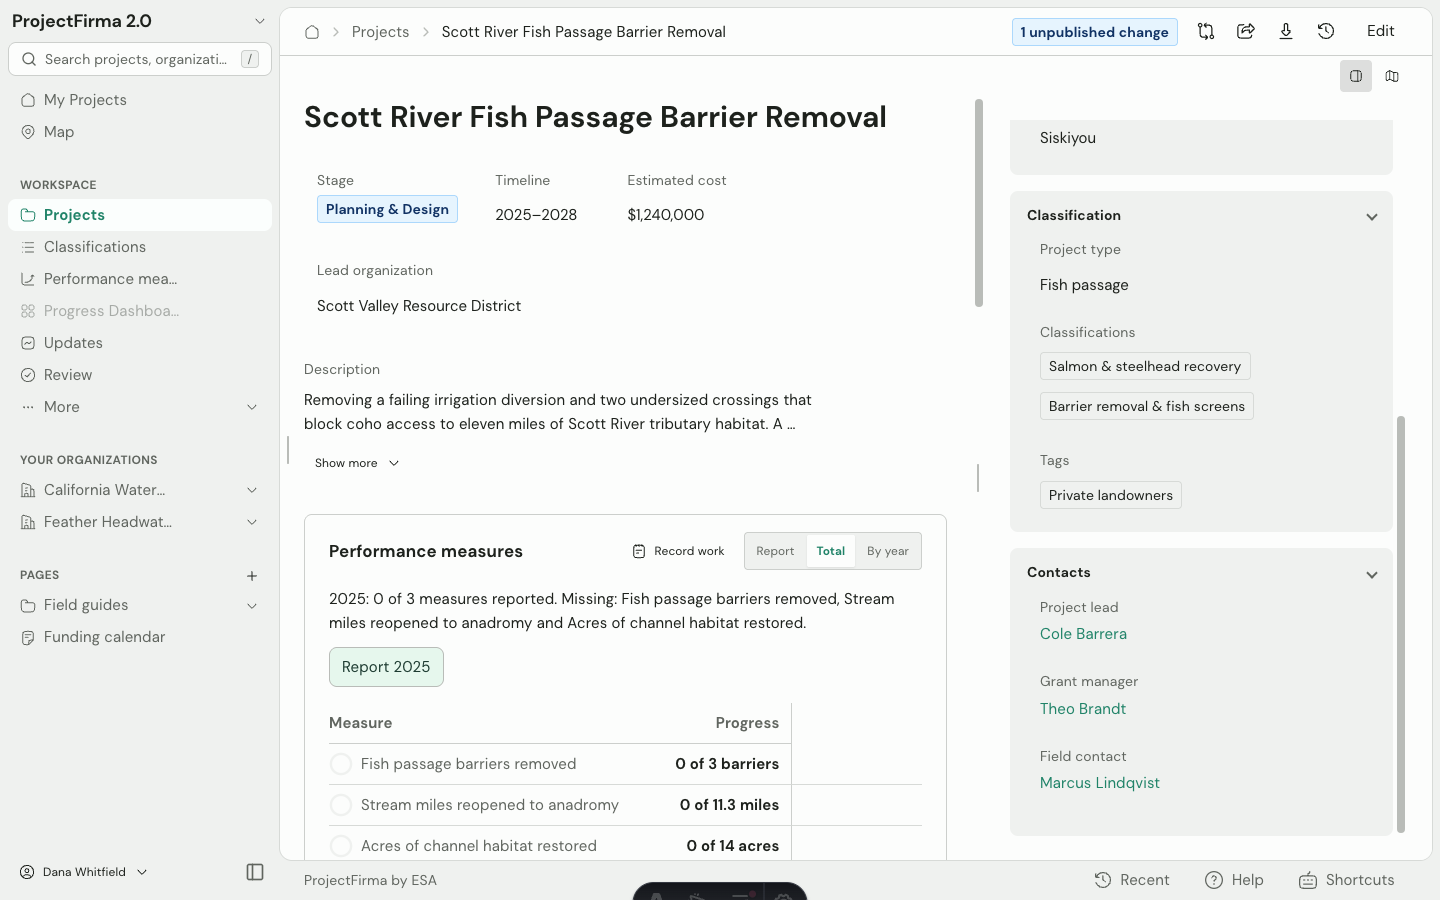 ProjectFirma 2.0
Search projects, organizati...
/
My Projects
Map
WORKSPACE
Projects
Classifications
Performance mea...
Progress Dashboa...
Updates
Review
More
YOUR ORGANIZATIONS
California Water...
Feather Headwat...
PAGES
Field guides
Funding calendar
Dana Whitfield
Projects
Scott River Fish Passage Barrier Removal
1 unpublished change
Edit
Scott River Fish Passage Barrier Removal
Stage
Timeline
Estimated cost
Planning & Design
2025–2028
$1,240,000
Lead organization
Scott Valley Resource District
Description
Removing a failing irrigation diversion and two undersized crossings that
block coho access to eleven miles of Scott River tributary habitat. A ...
Show more
Performance measures
Record work
Report
Total
By year
2025: 0 of 3 measures reported. Missing: Fish passage barriers removed, Stream
miles reopened to anadromy and Acres of channel habitat restored.
Report 2025
Measure
Progress
Fish passage barriers removed
0 of 3 barriers
Stream miles reopened to anadromy
0 of 11.3 miles
Acres of channel habitat restored
0 of 14 acres
Siskiyou
Classification
Project type
Fish passage
Classifications
Salmon & steelhead recovery
Barrier removal & fish screens
Tags
Private landowners
Contacts
Project lead
Cole Barrera
Grant manager
Theo Brandt
Field contact
Marcus Lindqvist
ProjectFirma by ESA
Recent
Help
Shortcuts